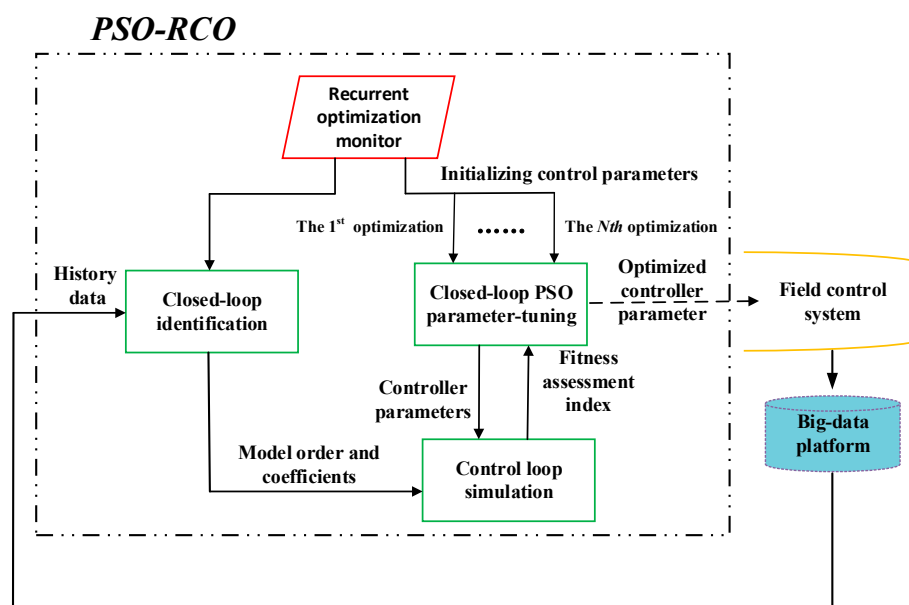 PSO-RCO
Recurrent
optimization
monitor
Initializing control parameters
The 1st optimization
......
The Nth optimization
History
data
Closed-loop
identification
Closed-loop PSO
parameter-tuning
Optimized
controller
parameter
Field control
system
Controller
parameters
Fitness
assessment
index
Big-data
platform
Model order and
coefficients
Control loop
simulation